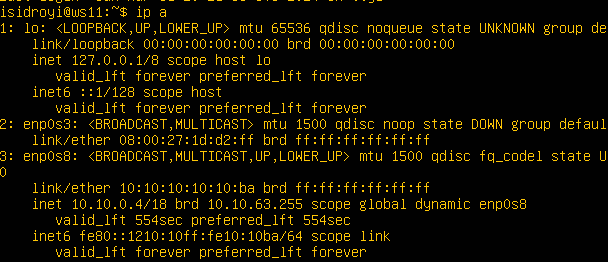 isidroyi@ws11:~$ ip a
1: lo: <LOOPBACK,UP,LOWER_UP> mtu 65536 qdisc noqueue state UNKNOWN group de
link/loopback 00:00:00:00:00:00 brd 00:00:00:00:00:00
inet 127.0.0.1/8 scope host lo
valid_lft forever preferred_lft forever
inet6 ::1/128 scope host
valid_lft forever preferred_lft forever
2: enp0s3: <BROADCAST,MULTICAST> mtu 1500 qdisc noop state DOWN group defaul
link/ether 08:00:27:1d:d2:ff brd ff:ff:ff:ff:ff:ff
3: enp0s8: <BROADCAST,MULTICAST,UP,LOWER_UP> mtu 1500 qdisc fq_codel state U
0
link/ether 10:10:10:10:10:ba brd ff:ff:ff:ff:ff:ff
inet 10.10.0.4/18 brd 10.10.63.255 scope global dynamic enp0s8
valid_lft 554sec preferred_lft 554sec
inet6 fe80::1210:10ff:fe10:10ba/64 scope link
valid_lft forever preferred_lft forever